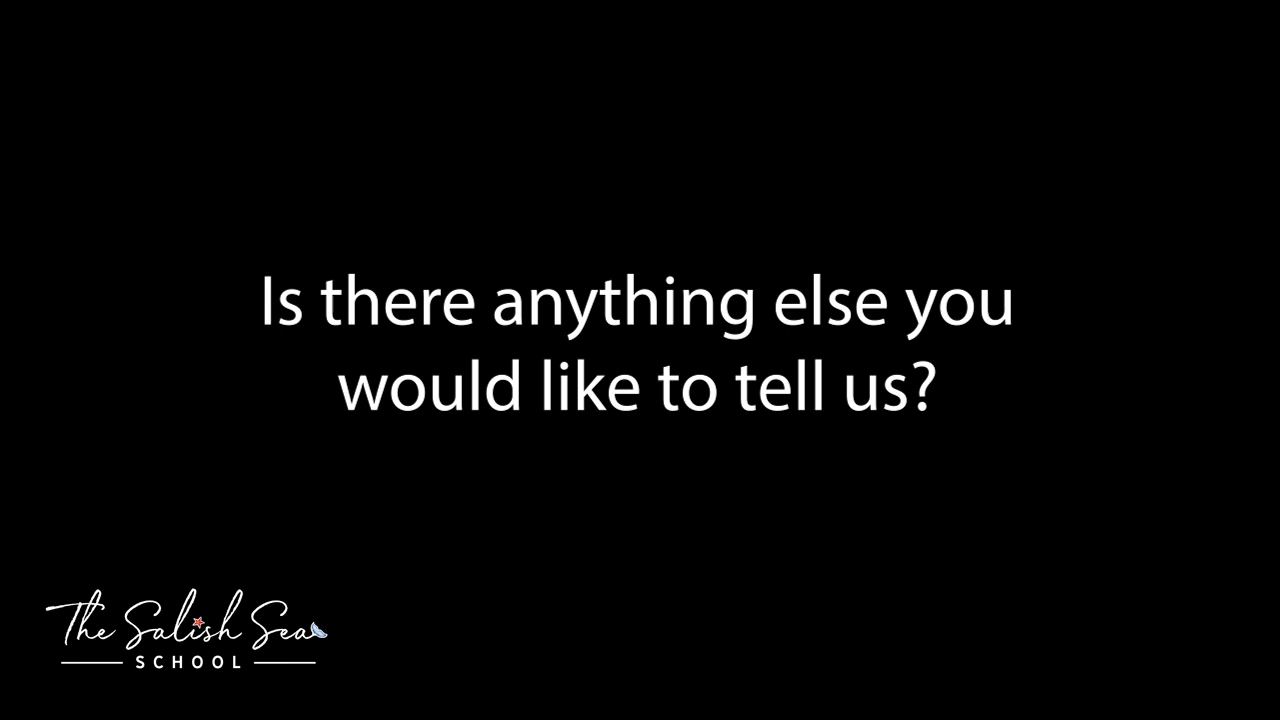 Is there anything else you
would like to tell us?
The Salish Sea
SCHOOL